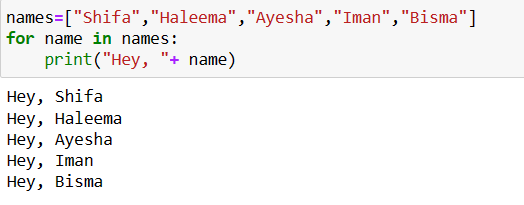 names=["Shifa","Haleema","Ayesha","Iman","Bisma"]
for name in names:
    print("Hey, "+ name)
Hey, Shifa
Hey, Haleema
Hey, Ayesha
Hey, Iman
Hey, Bisma